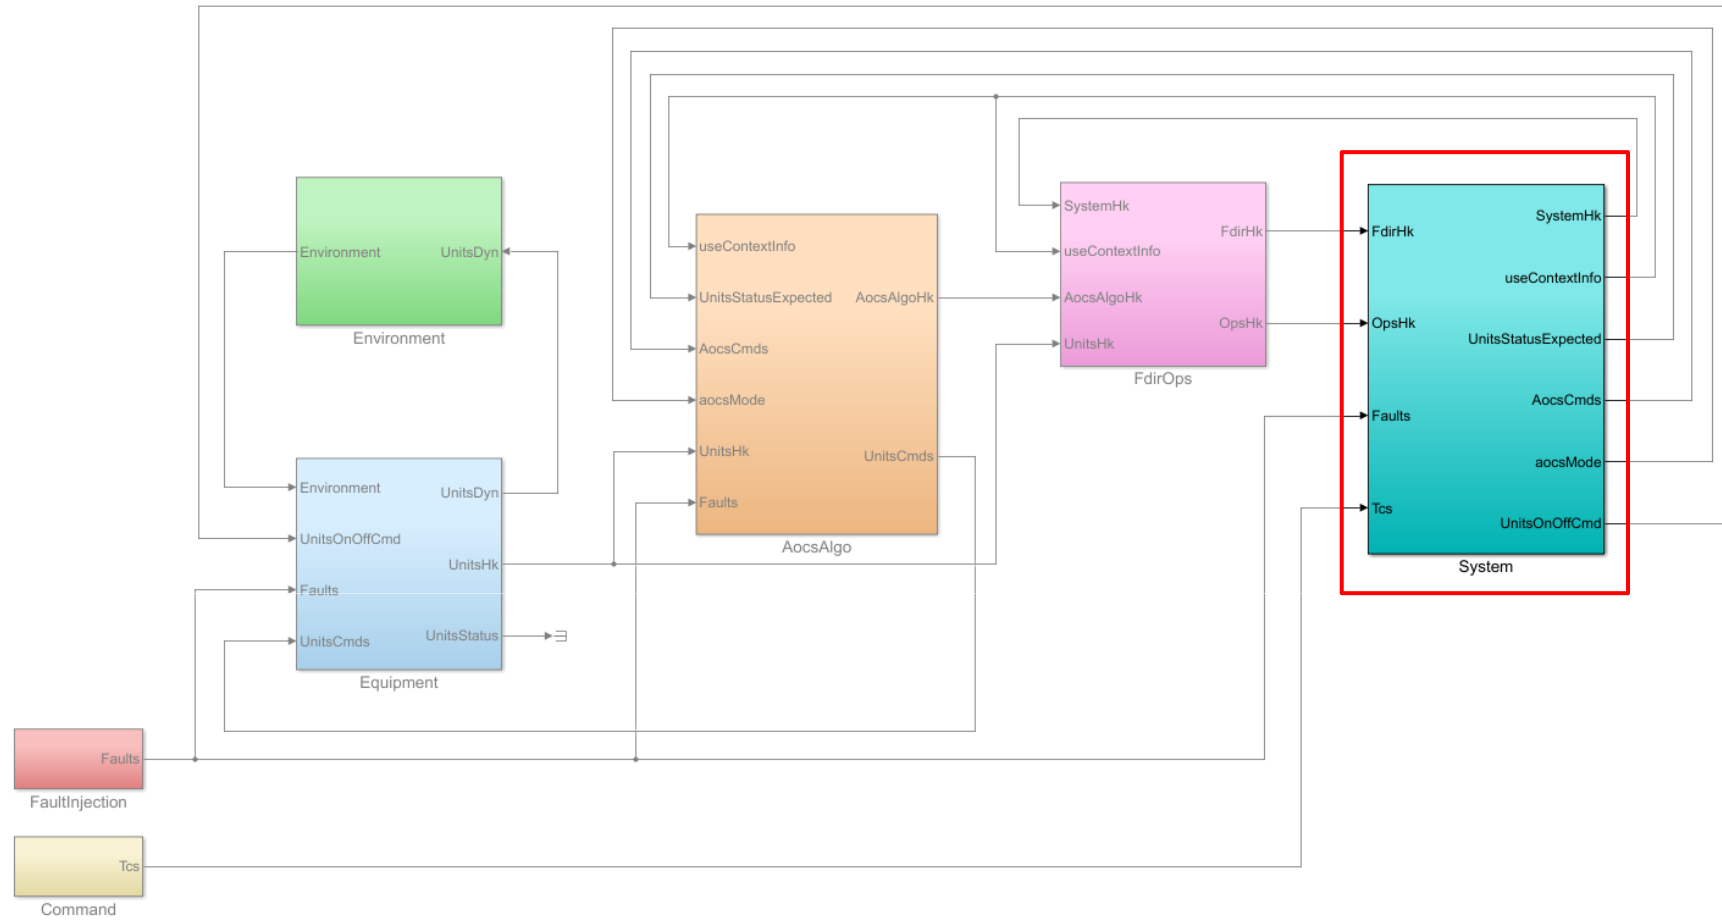 Environment
UnitsDyn
Environment
Environment
UnitsOnOffCmd
Faults
UnitsCmds
UnitsDyn
UnitsHk
UnitsStatus
Equipment
Faults
FaultInjection
Tcs
Command
useContextInfo
UnitsStatusExpected
AocsCmds
aocsMode
UnitsHk
Faults
AocsAlgoHk
UnitsCmds
AocsAlgo
SystemHk
useContextInfo
AocsAlgoHk
UnitsHk
FdirHk
OpsHk
FdirOps
FdirHk
OpsHk
Faults
Tcs
SystemHk
useContextInfo
UnitsStatusExpected
AocsCmds
aocsMode
UnitsOnOffCmd
System